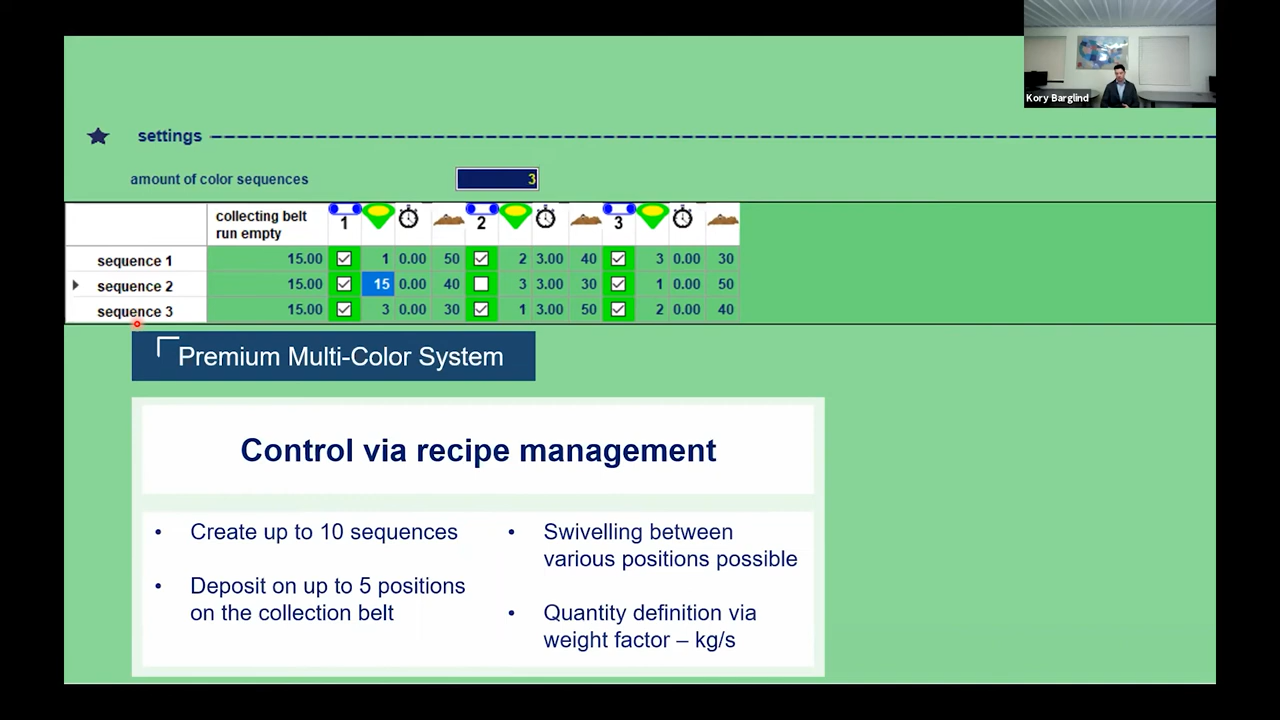 Kory Barglind
settings
amount of color sequences 3
collecting belt
run empty
1 2 3
sequence 1 15.00 1 0.00 50 2 3.00 40 3 0.00 30
sequence 2 15.00 15 0.00 40 3 3.00 30 1 0.00 50
sequence 3 15.00 3 0.00 30 1 3.00 50 2 0.00 40
Premium Multi-Color System
Control via recipe management
• Create up to 10 sequences
• Deposit on up to 5 positions
on the collection belt
• Swivelling between
various positions possible
• Quantity definition via
weight factor – kg/s